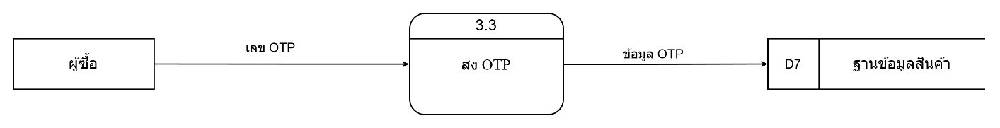 3.3
ผู้ซื้อ
เลข OTP
ส่ง OTP
ข้อมูล OTP
D7
ฐานข้อมูลสินค้า